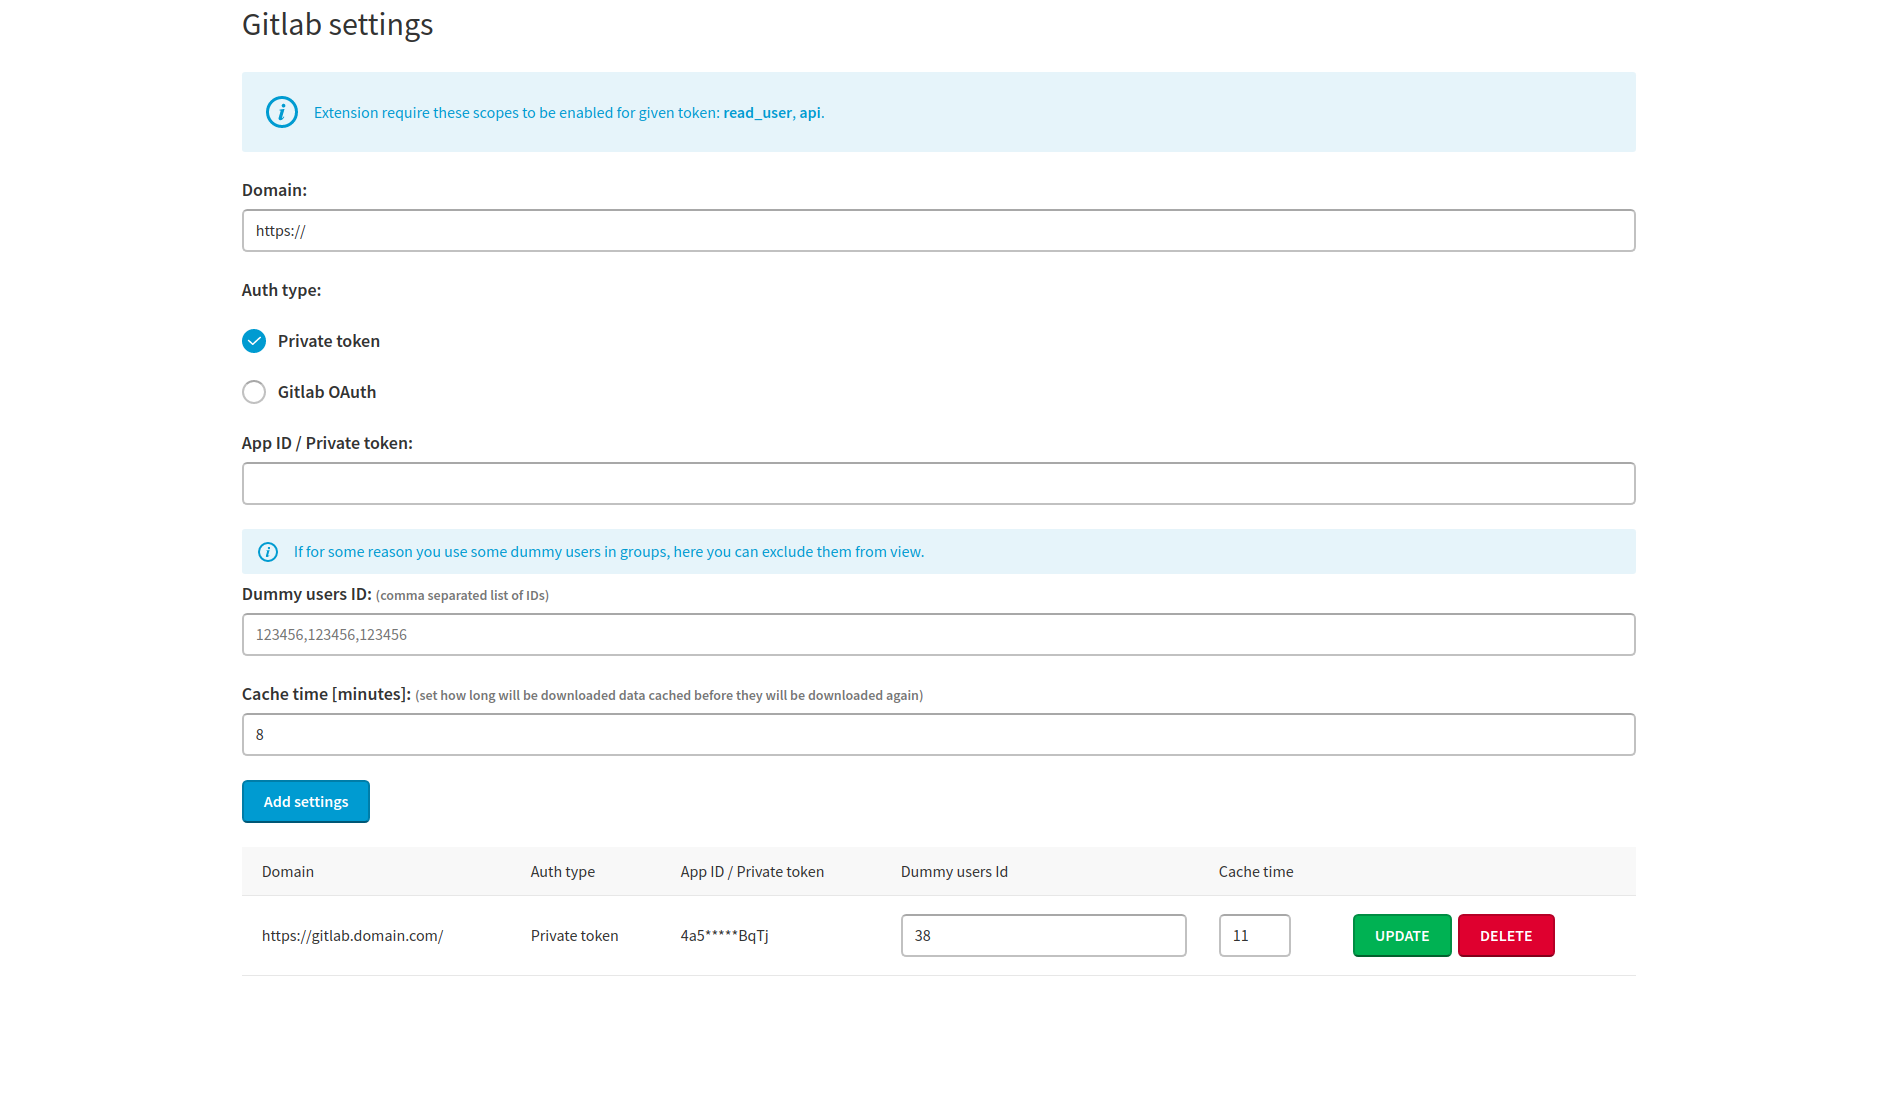 Gitlab settings
Extension require these scopes to be enabled for given token: read_user, api.
Domain:
https://
Auth type:
Private token
Gitlab OAuth
App ID / Private token:
If for some reason you use some dummy users in groups, here you can exclude them from view.
Dummy users ID: (comma separated list of IDs)
123456,123456,123456
Cache time [minutes]: (set how long will be downloaded data cached before they will be downloaded again)
8
Add settings
Domain Auth type App ID / Private token Dummy users Id Cache time
https://gitlab.domain.com/ Private token 4a5*****BqTj 38 11 UPDATE DELETE